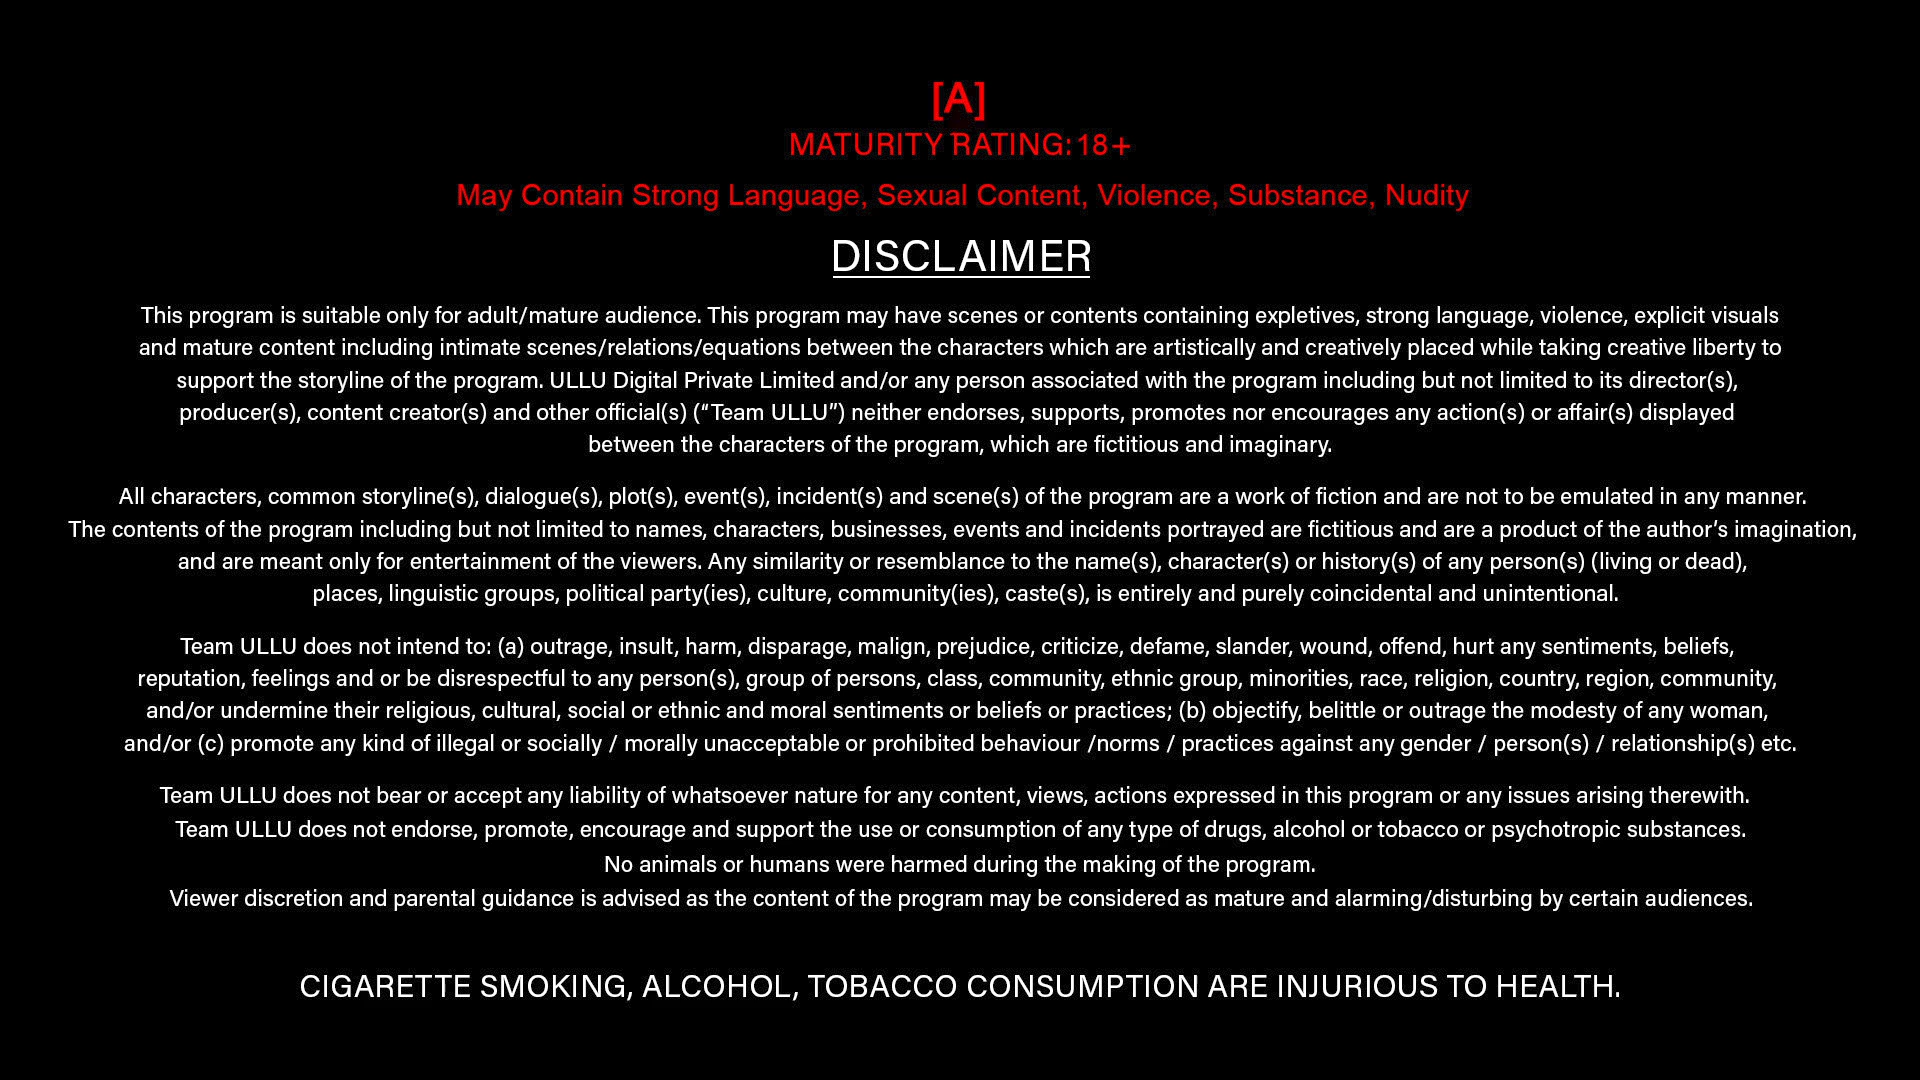 [A]
MATURITY RATING:18+
May Contain Strong Language, Sexual Content, Violence, Substance, Nudity
DISCLAIMER
This program is suitable only for adult/mature audience. This program may have scenes or contents containing expletives, strong language, violence, explicit visuals
and mature content including intimate scenes/relations/equations between the characters which are artistically and creatively placed while taking creative liberty to
support the storyline of the program. ULLU Digital Private Limited and/or any person associated with the program including but not limited to its director(s),
producer(s), content creator(s) and other official(s) (“Team ULLU”) neither endorses, supports, promotes nor encourages any action(s) or affair(s) displayed
between the characters of the program, which are fictitious and imaginary.
All characters, common storyline(s), dialogue(s), plot(s), event(s), incident(s) and scene(s) of the program are a work of fiction and are not to be emulated in any manner.
The contents of the program including but not limited to names, characters, businesses, events and incidents portrayed are fictitious and are a product of the author’s imagination,
and are meant only for entertainment of the viewers. Any similarity or resemblance to the name(s), character(s) or history(s) of any person(s) (living or dead),
places, linguistic groups, political party(ies), culture, community(ies), caste(s), is entirely and purely coincidental and unintentional.
Team ULLU does not intend to: (a) outrage, insult, harm, disparage, malign, prejudice, criticize, defame, slander, wound, offend, hurt any sentiments, beliefs,
reputation, feelings and or be disrespectful to any person(s), group of persons, class, community, ethnic group, minorities, race, religion, country, region, community,
and/or undermine their religious, cultural, social or ethnic and moral sentiments or beliefs or practices; (b) objectify, belittle or outrage the modesty of any woman,
and/or (c) promote any kind of illegal or socially / morally unacceptable or prohibited behaviour /norms / practices against any gender / person(s) / relationship(s) etc.
Team ULLU does not bear or accept any liability of whatsoever nature for any content, views, actions expressed in this program or any issues arising therewith.
Team ULLU does not endorse, promote, encourage and support the use or consumption of any type of drugs, alcohol or tobacco or psychotropic substances.
No animals or humans were harmed during the making of the program.
Viewer discretion and parental guidance is advised as the content of the program may be considered as mature and alarming/disturbing by certain audiences.
CIGARETTE SMOKING, ALCOHOL, TOBACCO CONSUMPTION ARE INJURIOUS TO HEALTH.